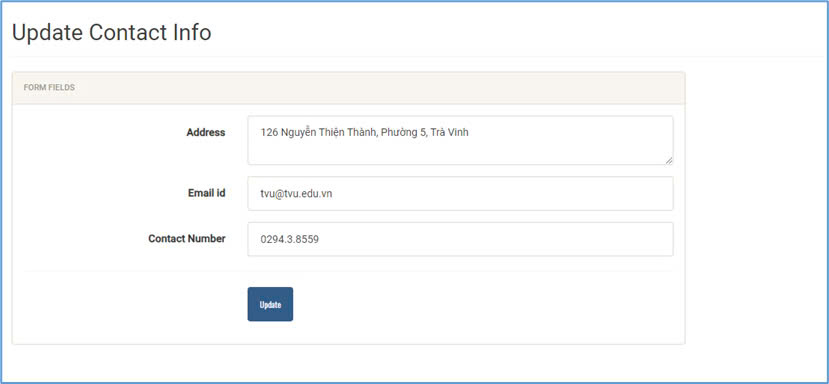 Update Contact Info
FORM FIELDS
Address
126 Nguyễn Thiện Thành, Phường 5, Trà Vinh
Email id
tvu@tvu.edu.vn
Contact Number
0294.3.8559
Update